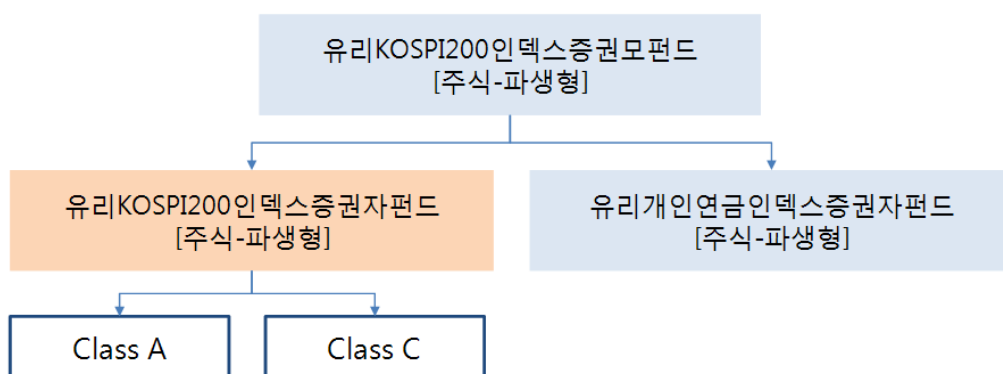 유리KOSPI200인덱스증권모펀드
[주식-파생형]
유리KOSPI200인덱스증권자펀드
[주식-파생형]
유리개인연금인덱스증권자펀드
[주식-파생형]
Class A
Class C